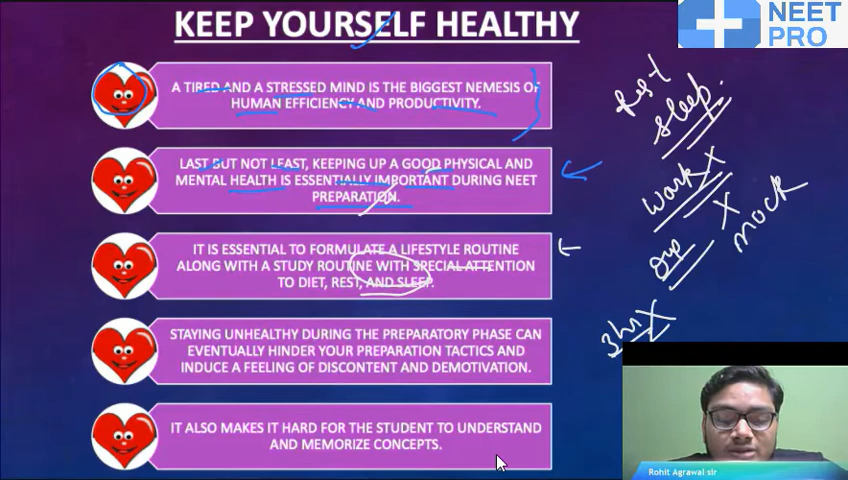 KEEP YOURSELF HEALTHY
NEET
PRO
A TIRED AND A STRESSED MIND IS THE BIGGEST NEMESIS OF
HUMAN EFFICIENCY AND PRODUCTIVITY.
LAST BUT NOT LEAST, KEEPING UP A GOOD PHYSICAL AND
MENTAL HEALTH IS ESSENTIALLY IMPORTANT DURING NEET
PREPARATION.
IT IS ESSENTIAL TO FORMULATE A LIFESTYLE ROUTINE
ALONG WITH A STUDY ROUTINE WITH SPECIAL ATTENTION
TO DIET, REST, AND SLEEP.
STAYING UNHEALTHY DURING THE PREPARATORY PHASE CAN
EVENTUALLY HINDER YOUR PREPARATION TACTICS AND
INDUCE A FEELING OF DISCONTENT AND DEMOTIVATION.
IT ALSO MAKES IT HARD FOR THE STUDENT TO UNDERSTAND
AND MEMORIZE CONCEPTS.
Rest
sleep.
work X
X
mock
3hr X
Rohit Agrawal sir